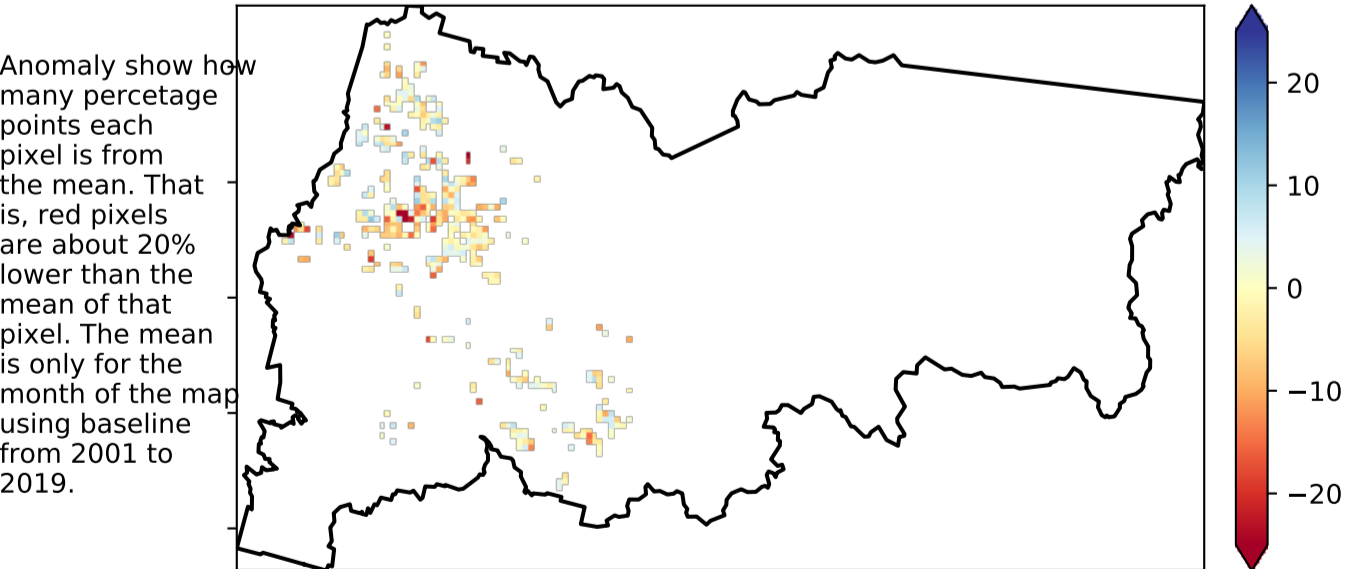 Anomaly show how
many percetage
points each
pixel is from
the mean. That
is, red pixels
are about 20%
lower than the
mean of that
pixel. The mean
is only for the
month of the map
using baseline
from 2001 to
2019.
20
10
0
−10
−20